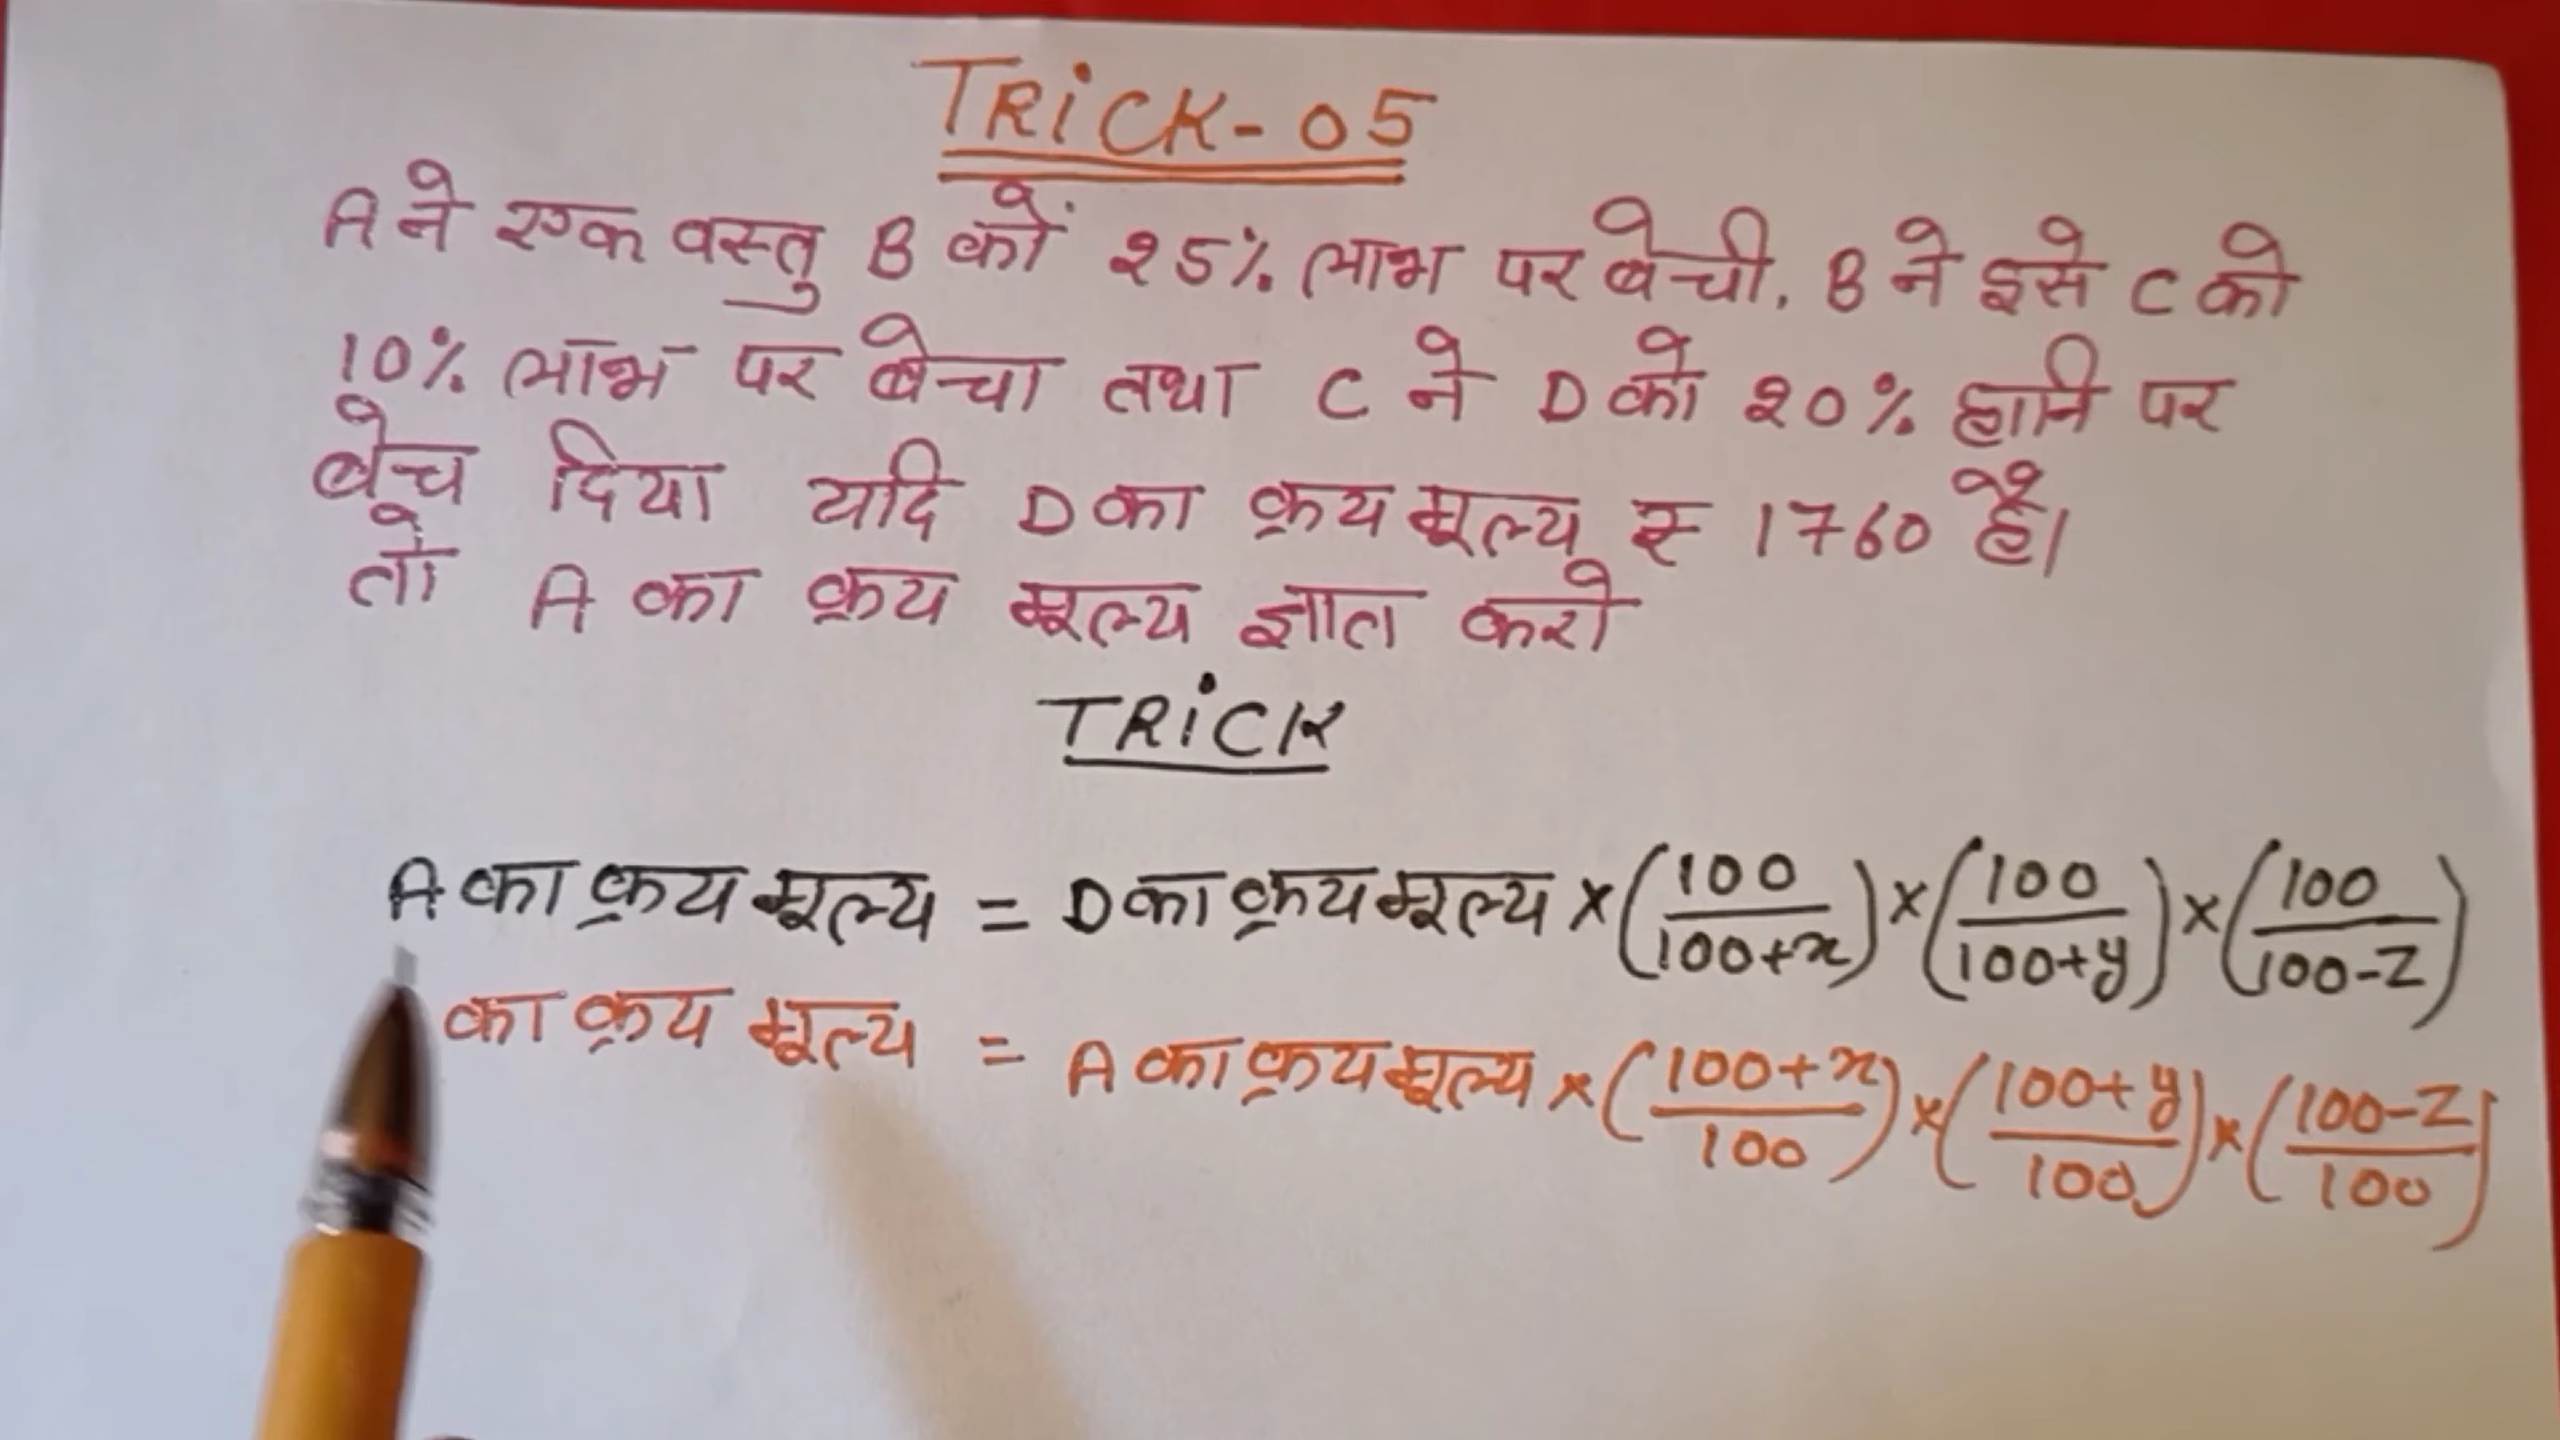 TRiCK-05
A ने एक वस्तु B कों 25% लाभ पर बेची. B ने इसे C को
10% लाभ पर बेचा तथा C ने D को 20% हानि पर
बेच दिया यदि D का क्रय मूल्य ₹ 1760 है।
तो A का क्रय मूल्य ज्ञात करो
TRiCK
A का क्रय मूल्य = D का क्रय मूल्य × (100/100+x) × (100/100+y) × (100/100-Z)
का क्रय मूल्य = A का क्रय मूल्य × (100+x/100) × (100+y/100) × (100-Z/100)